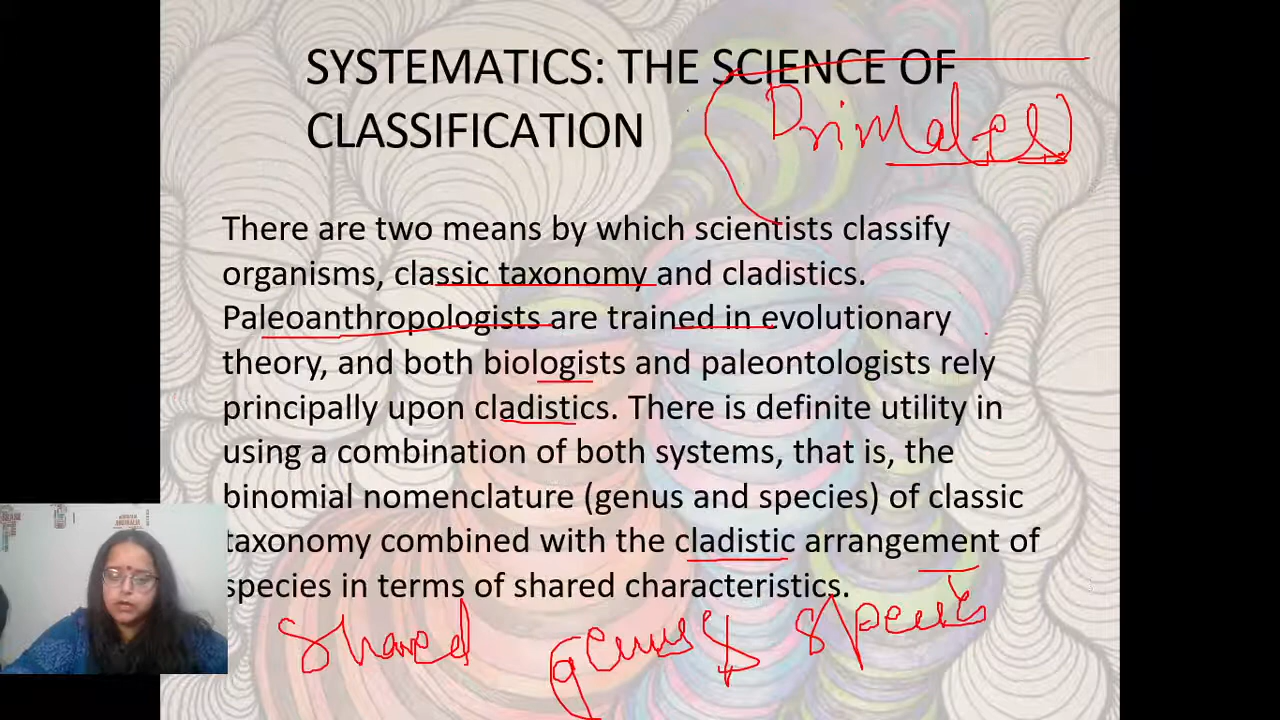 SYSTEMATICS: THE SCIENCE OF
CLASSIFICATION
Primates
There are two means by which scientists classify
organisms, classic taxonomy and cladistics.
Paleoanthropologists are trained in evolutionary
theory, and both biologists and paleontologists rely
principally upon cladistics. There is definite utility in
using a combination of both systems, that is, the
binomial nomenclature (genus and species) of classic
taxonomy combined with the cladistic arrangement of
species in terms of shared characteristics.
Shared genus & species